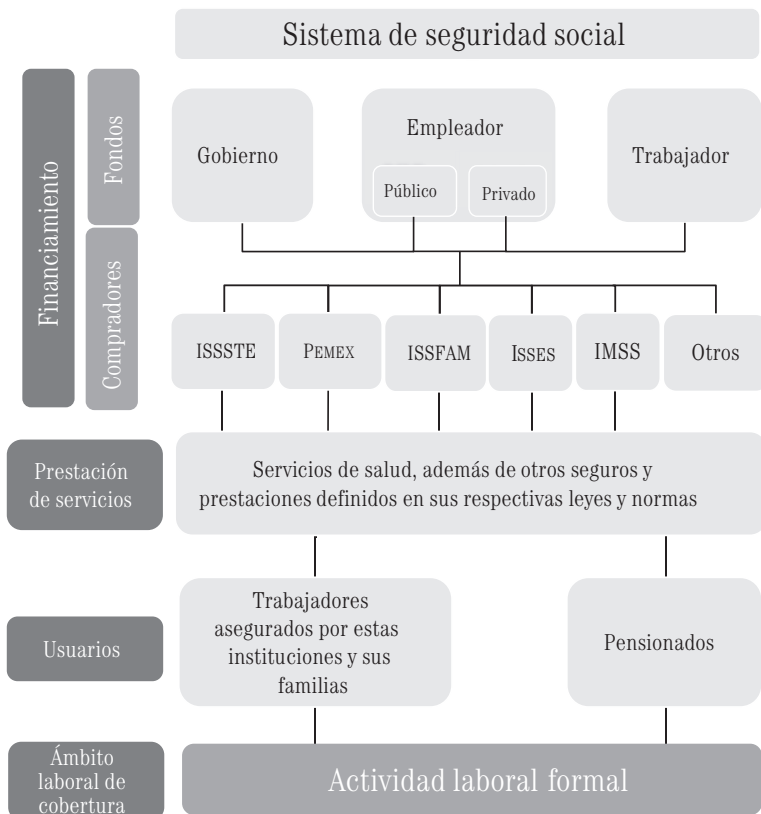 Sistema de seguridad social
Financiamiento
Fondos
Gobierno
Empleador
Público
Privado
Trabajador
Compradores
ISSSTE
PEMEX
ISSFAM
ISSES
IMSS
Otros
Prestación
de servicios
Servicios de salud, además de otros seguros y
prestaciones definidos en sus respectivas leyes y normas
Usuarios
Trabajadores
asegurados por estas
instituciones y sus
familias
Pensionados
Ámbito
laboral de
cobertura
Actividad laboral formal